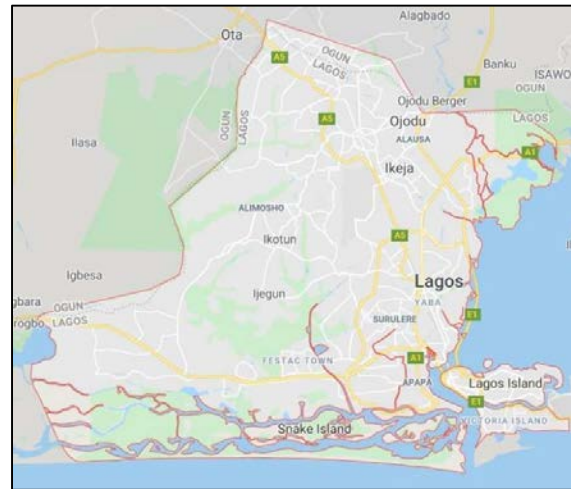 Alagbado
Ota
Banku
ISAWO
A5
OGUN
LAGOS
E1
OGUN
Ojodu Berger
LAGOS
A5
Ojodu
ALAUSA
Ilasa
OGUN
LAGOS
A1
Ikeja
ALIMOSHO
Ikotun
A5
Igbesa
Lagos
Ijegun
YABA
gbara
OGUN
rogbo
LAGOS
SURULERE
E1
FESTAC TOWN
A1
APAPA
Lagos Island
E1
VICTORIA ISLAND
Snake Island